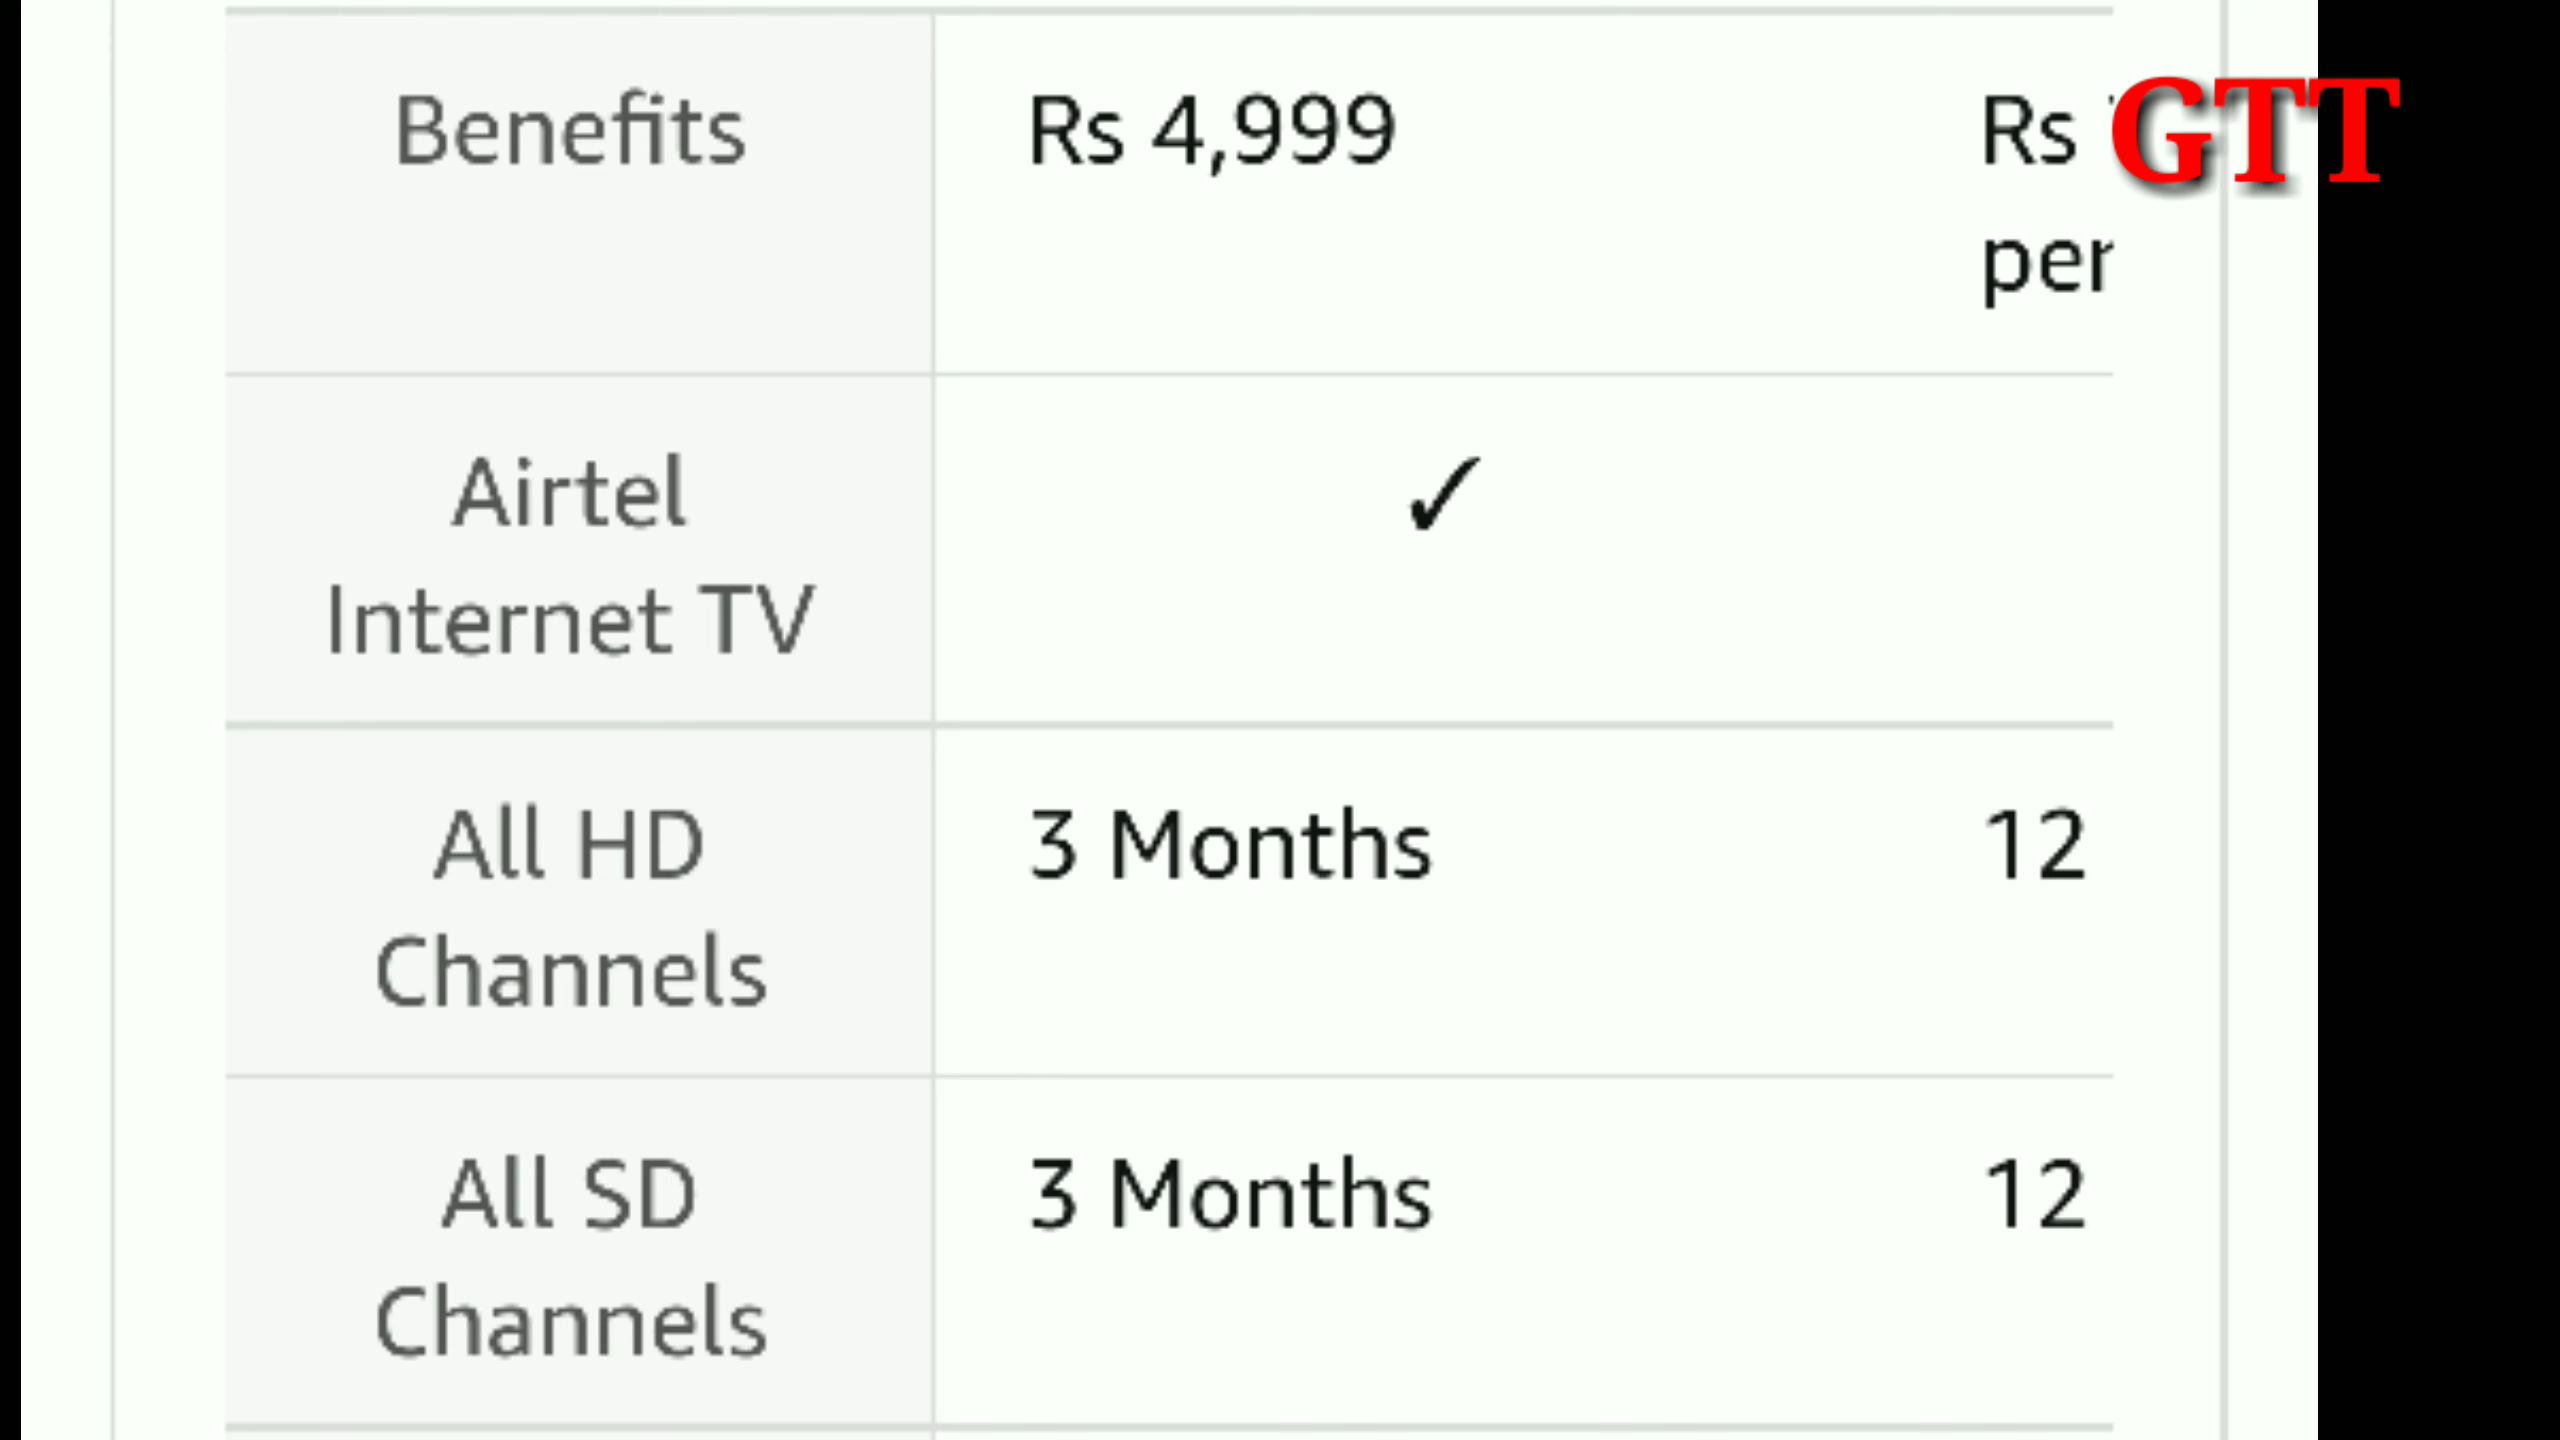 Benefits Rs 4,999 Rs GTT
per
Airtel ✓
Internet TV
All HD 3 Months 12
Channels
All SD 3 Months 12
Channels